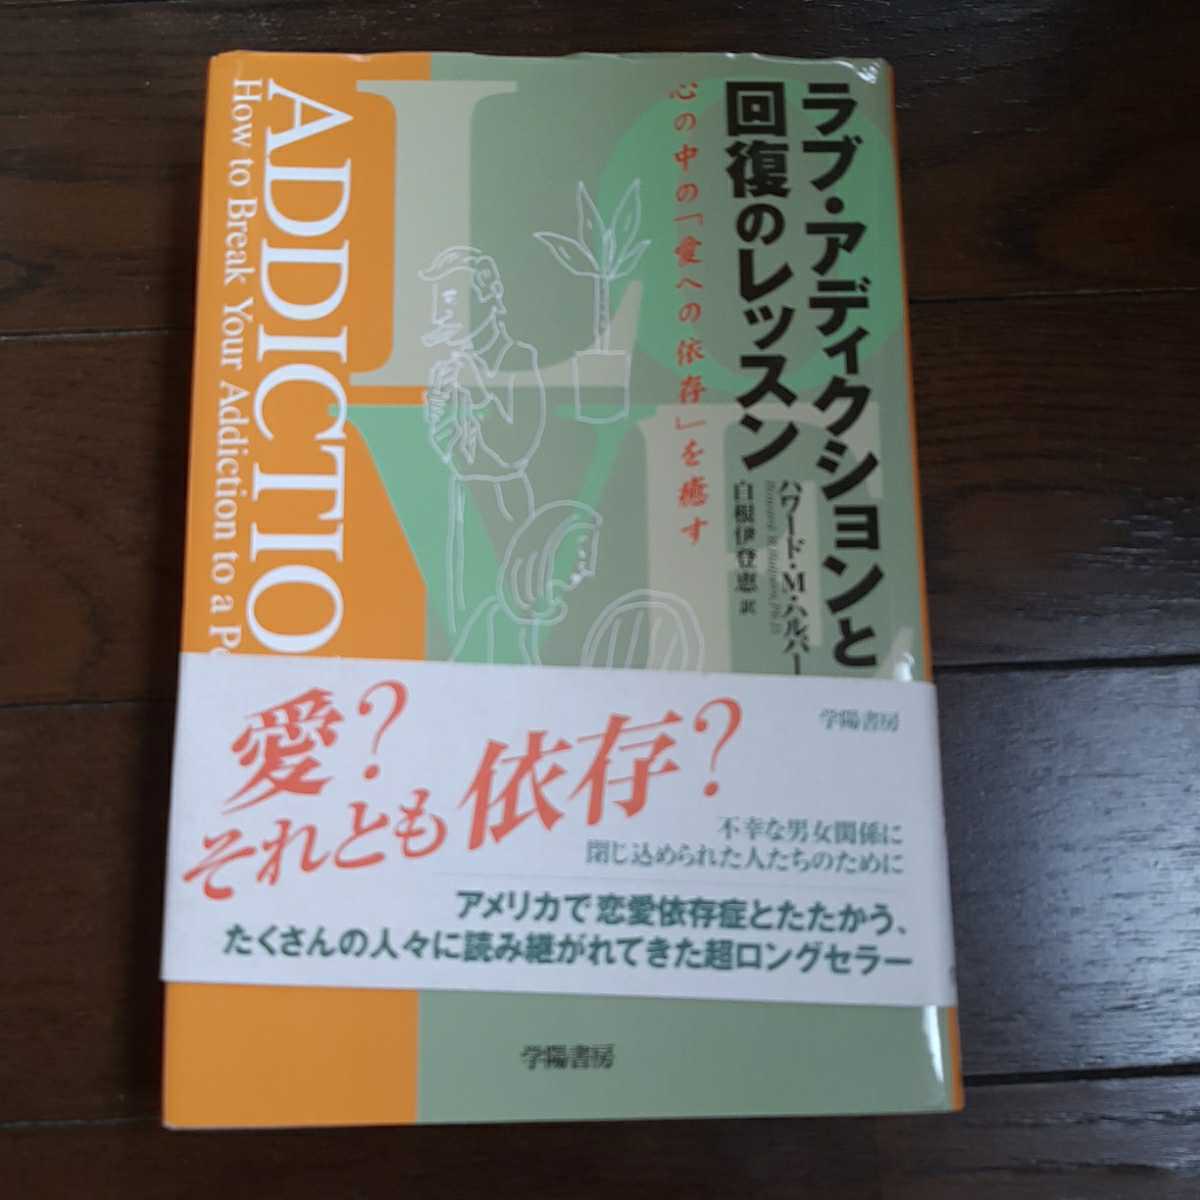 ラブ・アディクションと
回復のレッスン
心の中の「愛への依存」を癒す
ハワード・M・ハルパー
白根伊登恵 訳
LOVE
ADDICTIO
How to Break Your Addiction to a Pe
学陽書房
愛?
それとも依存?
不幸な男女関係に
閉じ込められた人たちのために
アメリカで恋愛依存症とたたかう、
たくさんの人々に読み継がれてきた超ロングセラー
学陽書房